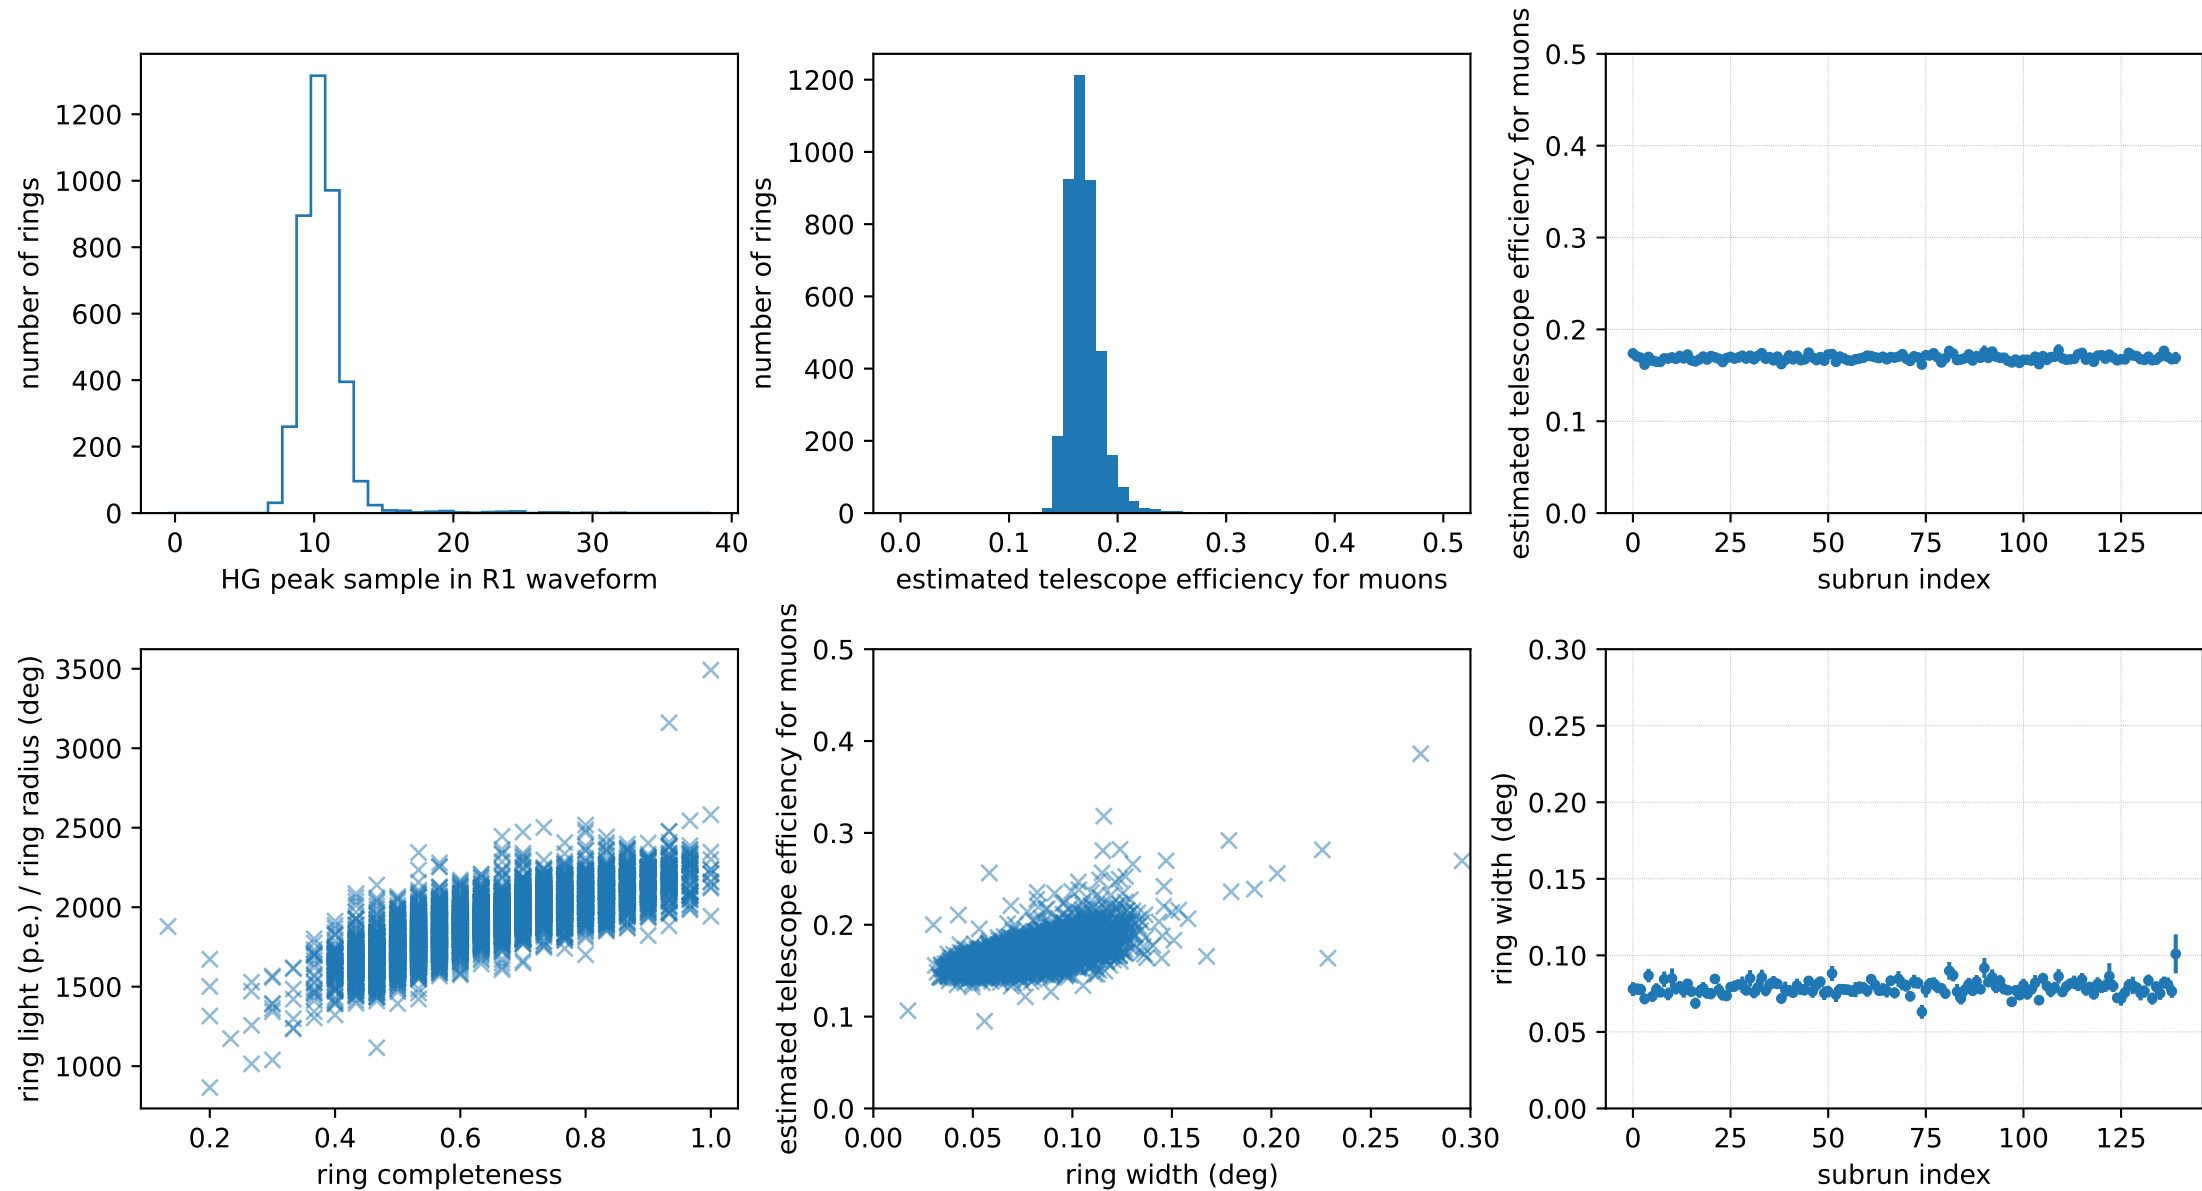 number of rings
1200
1000
800
600
400
200
0
0 10 20 30 40
HG peak sample in R1 waveform
number of rings
1200
1000
800
600
400
200
0
0.0 0.1 0.2 0.3 0.4 0.5
estimated telescope efficiency for muons
estimated telescope efficiency for muons
0.5
0.4
0.3
0.2
0.1
0.0
0 25 50 75 100 125
subrun index
ring light (p.e.) / ring radius (deg)
3500
3000
2500
2000
1500
1000
0.2 0.4 0.6 0.8 1.0
ring completeness
estimated telescope efficiency for muons
0.5
0.4
0.3
0.2
0.1
0.0
0.00 0.05 0.10 0.15 0.20 0.25 0.30
ring width (deg)
ring width (deg)
0.30
0.25
0.20
0.15
0.10
0.05
0.00
0 25 50 75 100 125
subrun index